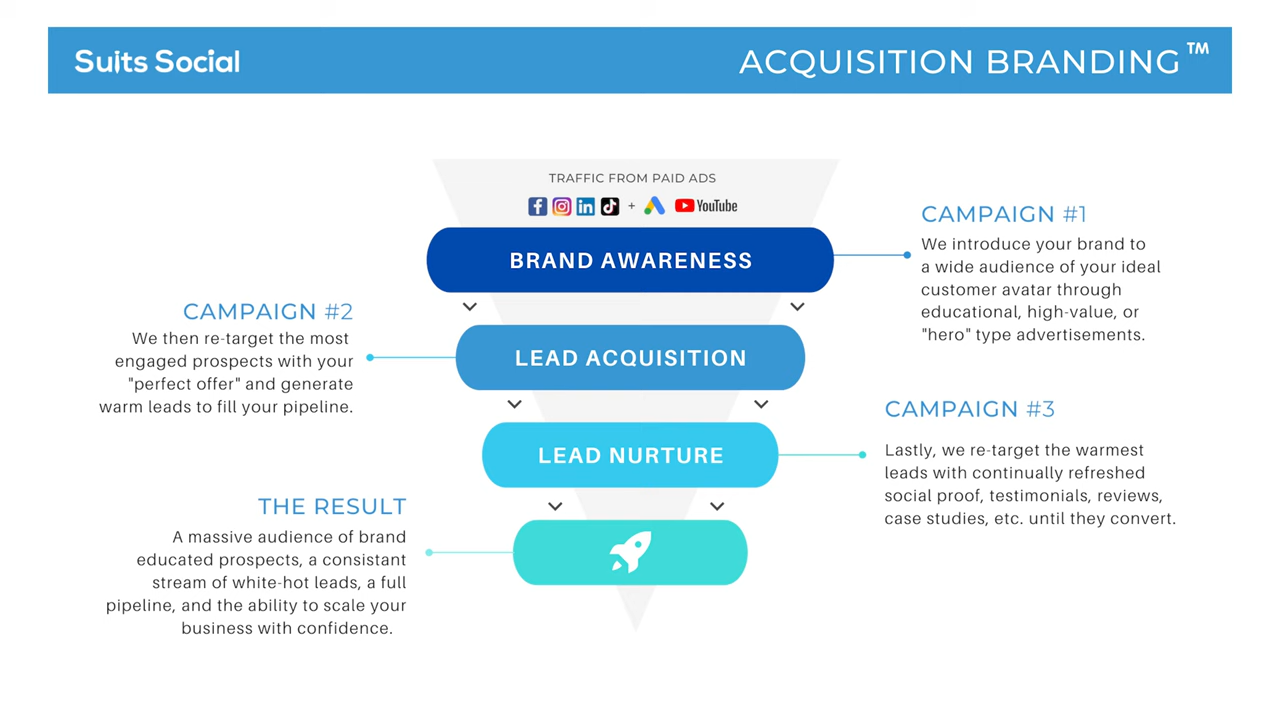 Suits Social
ACQUISITION BRANDING™
TRAFFIC FROM PAID ADS
+ YouTube
BRAND AWARENESS
CAMPAIGN #1
We introduce your brand to
a wide audience of your ideal
customer avatar through
educational, high-value, or
"hero" type advertisements.
CAMPAIGN #2
We then re-target the most
engaged prospects with your
"perfect offer" and generate
warm leads to fill your pipeline.
LEAD ACQUISITION
LEAD NURTURE
CAMPAIGN #3
Lastly, we re-target the warmest
leads with continually refreshed
social proof, testimonials, reviews,
case studies, etc. until they convert.
THE RESULT
A massive audience of brand
educated prospects, a consistant
stream of white-hot leads, a full
pipeline, and the ability to scale your
business with confidence.